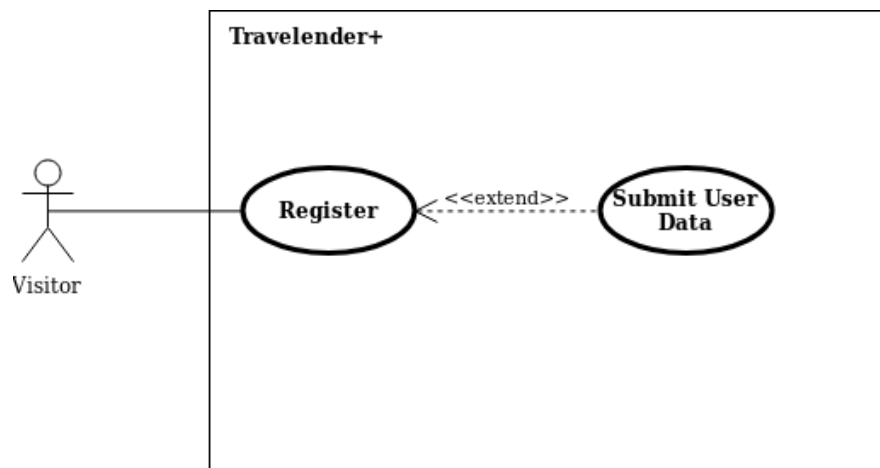 Travelender+
Visitor
Register
<<extend>>
Submit User
Data